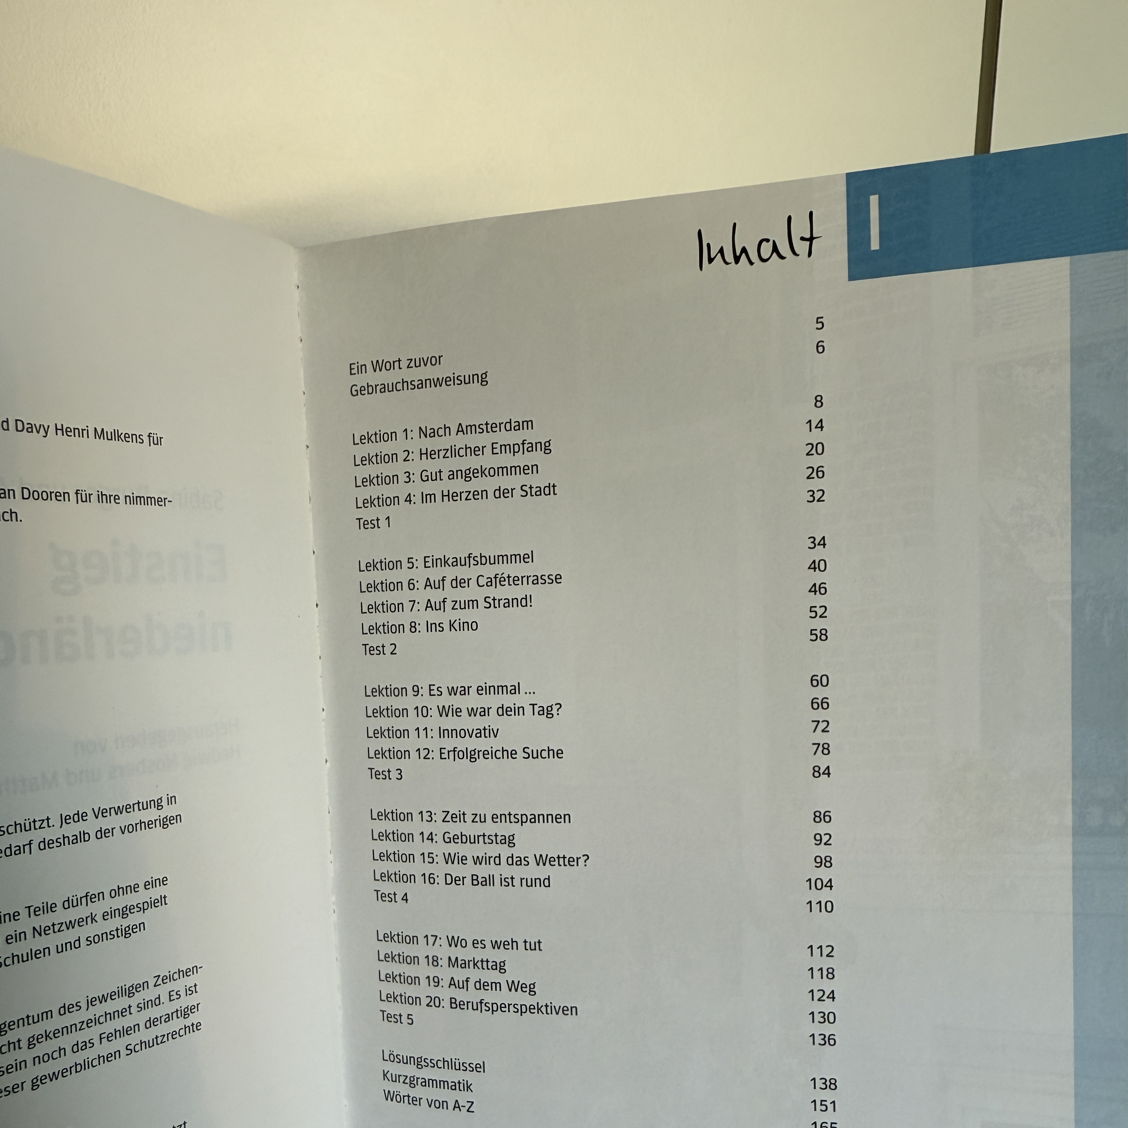 d Davy Henri Mulkens für
an Dooren für ihre nimmer-
ch.
Einstieg
schützt. Jede Verwertung in
edarf deshalb der vorherigen
ine Teile dürfen ohne eine
ein Netzwerk eingespielt
Schulen und sonstigen
gentum des jeweiligen Zeichen-
cht gekennzeichnet sind. Es ist
sein noch das Fehlen derartiger
eser gewerblichen Schutzrechte
Inhalt
I
Ein Wort zuvor 5
Gebrauchsanweisung 6
Lektion 1: Nach Amsterdam 8
Lektion 2: Herzlicher Empfang 14
Lektion 3: Gut angekommen 20
Lektion 4: Im Herzen der Stadt 26
Test 1 32
Lektion 5: Einkaufsbummel 34
Lektion 6: Auf der Caféterrasse 40
Lektion 7: Auf zum Strand! 46
Lektion 8: Ins Kino 52
Test 2 58
Lektion 9: Es war einmal ... 60
Lektion 10: Wie war dein Tag? 66
Lektion 11: Innovativ 72
Lektion 12: Erfolgreiche Suche 78
Test 3 84
Lektion 13: Zeit zu entspannen 86
Lektion 14: Geburtstag 92
Lektion 15: Wie wird das Wetter? 98
Lektion 16: Der Ball ist rund 104
Test 4 110
Lektion 17: Wo es weh tut 112
Lektion 18: Markttag 118
Lektion 19: Auf dem Weg 124
Lektion 20: Berufsperspektiven 130
Test 5 136
Lösungsschlüssel 138
Kurzgrammatik 151
Wörter von A-Z 165